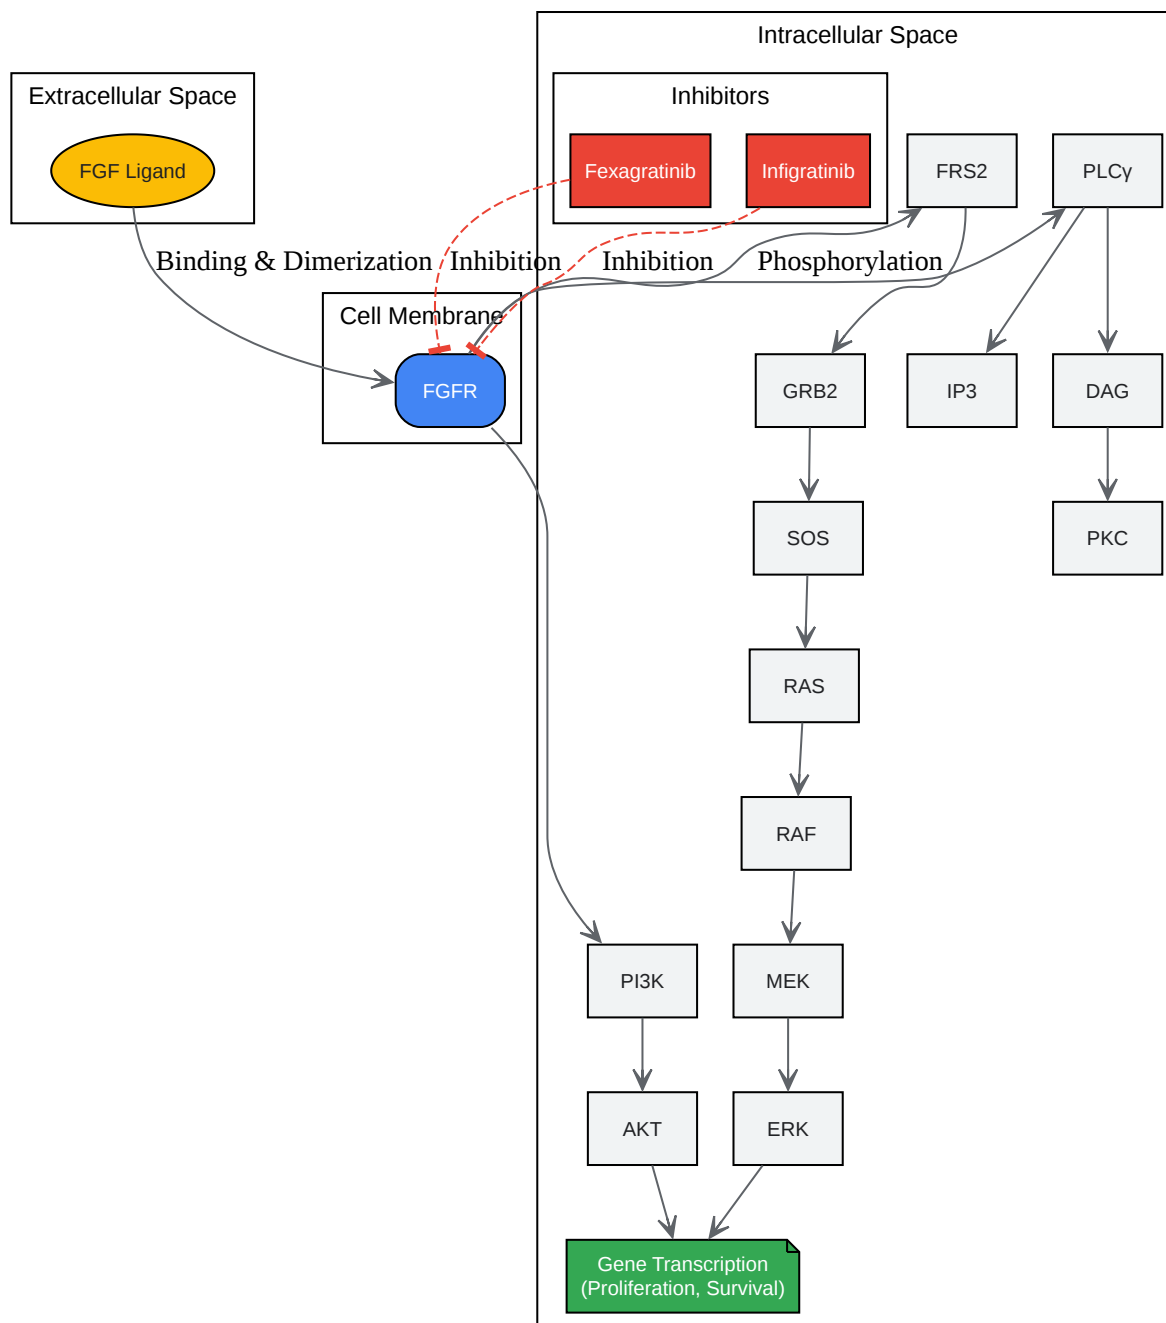 Intracellular Space
Extracellular Space
Inhibitors
FGF Ligand
Fexagratinib
Infigratinib
FRS2
PLCγ
Binding & Dimerization
Inhibition
Inhibition
Phosphorylation
Cell Membrane
FGFR
GRB2
IP3
DAG
SOS
PKC
RAS
RAF
PI3K
MEK
AKT
ERK
Gene Transcription
(Proliferation, Survival)